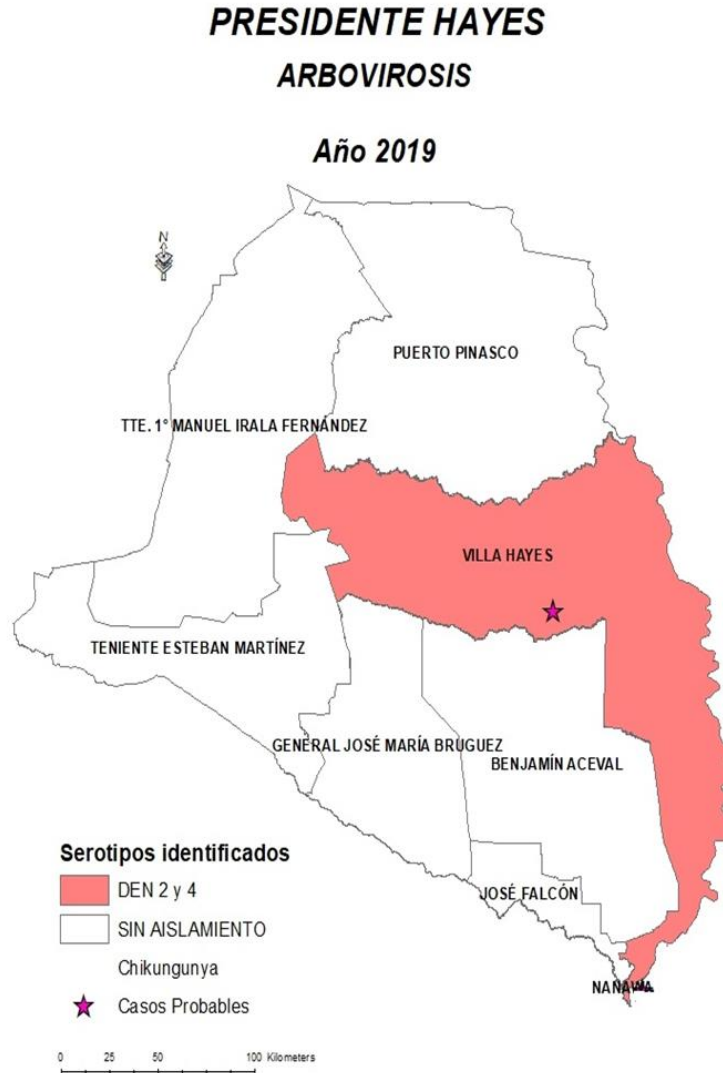 PRESIDENTE HAYES
ARBOVIROSIS
Año 2019
N
PUERTO PINASCO
TTE. 1° MANUEL IRALA FERNÁNDEZ
VILLA HAYES
TENIENTE ESTEBAN MARTÍNEZ
GENERAL JOSÉ MARÍA BRUGUEZ
BENJAMÍN ACEVAL
JOSÉ FALCÓN
NANAWA
Serotipos identificados
DEN 2 y 4
SIN AISLAMIENTO
Chikungunya
Casos Probables
0 25 50 100 Kilometers